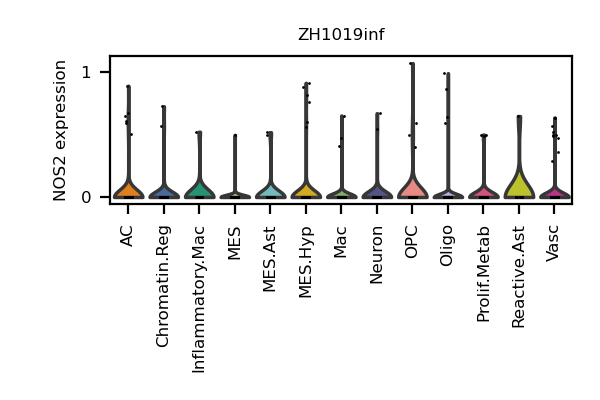 ZH1019inf
NOS2 expression
1
0
AC
Chromatin.Reg
Inflammatory.Mac
MES
MES.Ast
MES.Hyp
Mac
Neuron
OPC
Oligo
Prolif.Metab
Reactive.Ast
Vasc